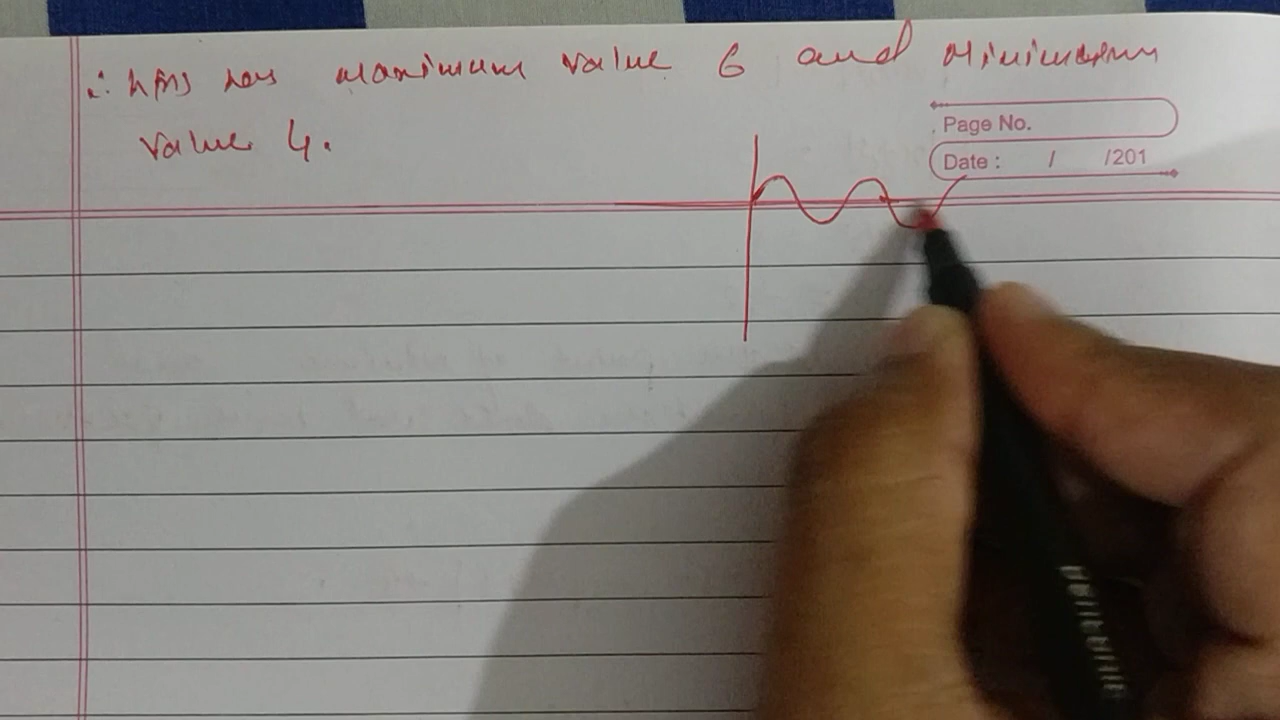 ∴ h(x) has maximum value 6 and minimum
value 4.
Page No.
Date : / /201